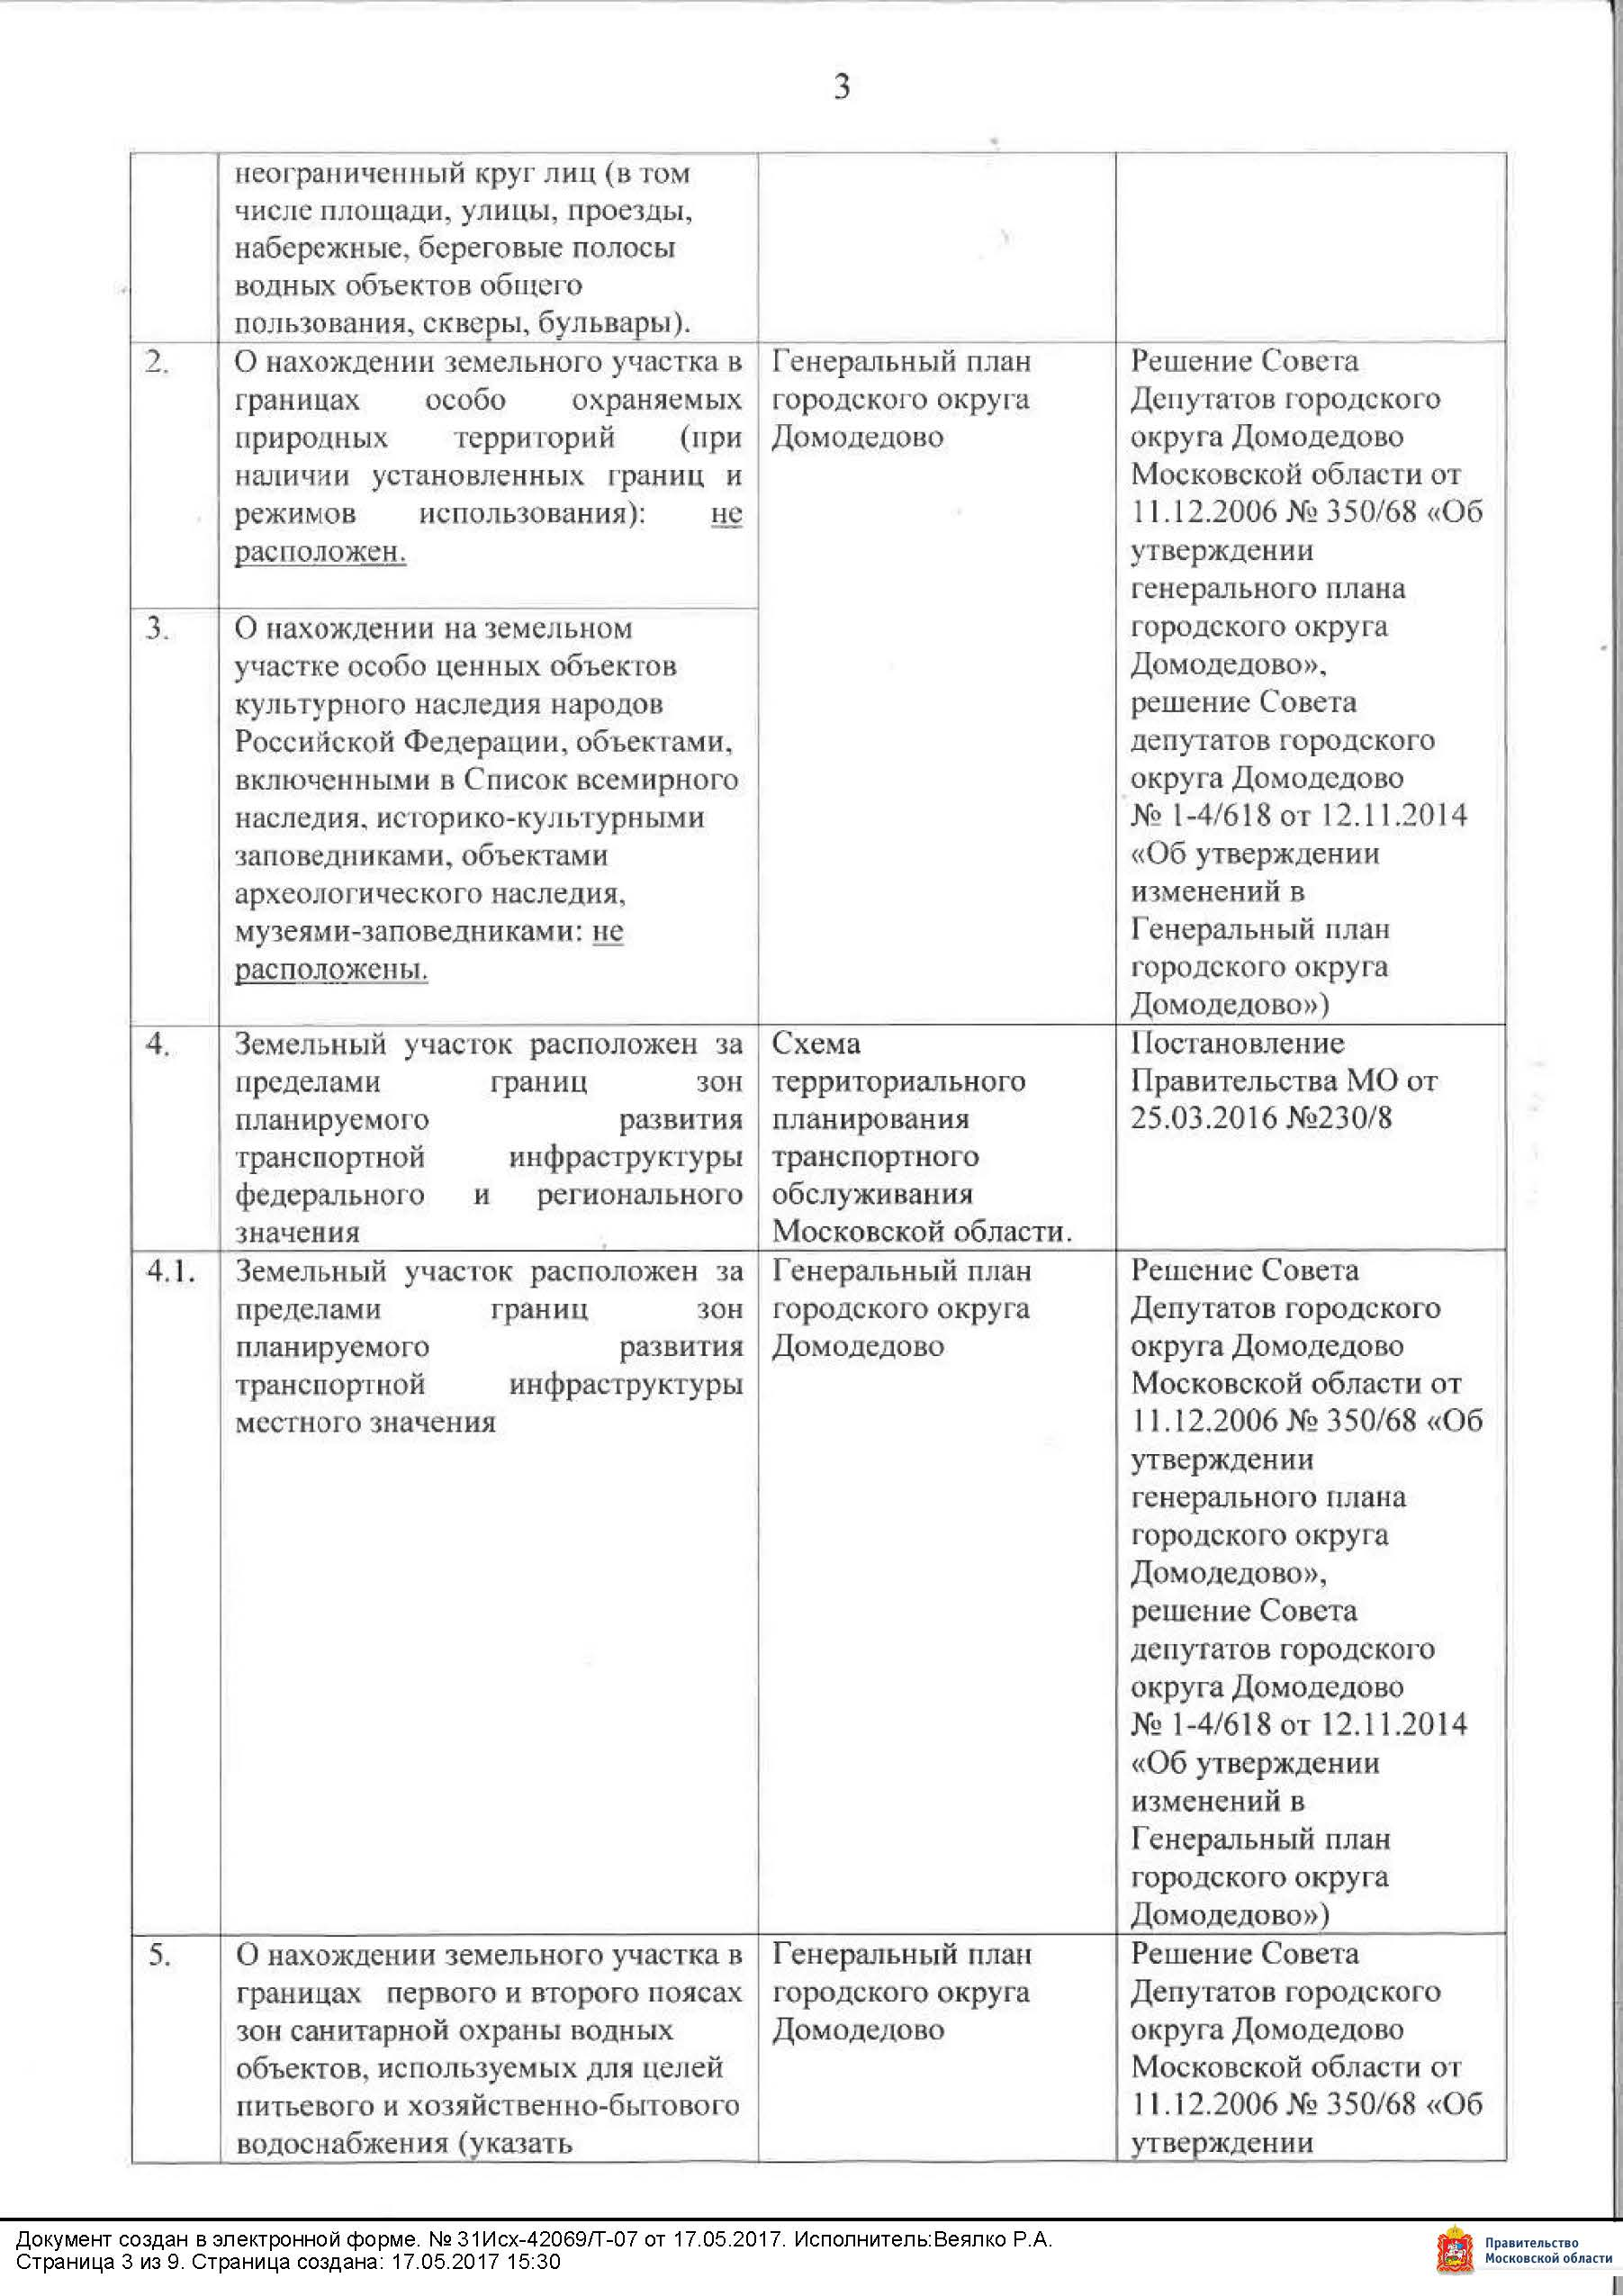 3
неограниченный круг лиц (в том
числе площади, улицы, проезды,
набережные, береговые полосы
водных объектов общего
пользования, скверы, бульвары).
2.
О нахождении земельного участка в
границах особо охраняемых
природных территорий (при
наличии установленных границ и
режимов использования): не
расположен.
Генеральный план
городского округа
Домодедово
Решение Совета
Депутатов городского
округа Домодедово
Московской области от
11.12.2006 № 350/68 «Об
утверждении
генерального плана
городского округа
Домодедово»,
решение Совета
депутатов городского
округа Домодедово
№ 1-4/618 от 12.11.2014
«Об утверждении
изменений в
Генеральный план
городского округа
Домодедово»)
3.
О нахождении на земельном
участке особо ценных объектов
культурного наследия народов
Российской Федерации, объектами,
включенными в Список всемирного
наследия, историко-культурными
заповедниками, объектами
археологического наследия,
музеями-заповедниками: не
расположены.
4.
Земельный участок расположен за
пределами границ зон
планируемого развития
транспортной инфраструктуры
федерального и регионального
значения
Схема
территориального
планирования
транспортного
обслуживания
Московской области.
Постановление
Правительства МО от
25.03.2016 №230/8
4.1.
Земельный участок расположен за
пределами границ зон
планируемого развития
транспортной инфраструктуры
местного значения
Генеральный план
городского округа
Домодедово
Решение Совета
Депутатов городского
округа Домодедово
Московской области от
11.12.2006 № 350/68 «Об
утверждении
генерального плана
городского округа
Домодедово»,
решение Совета
депутатов городского
округа Домодедово
№ 1-4/618 от 12.11.2014
«Об утверждении
изменений в
Генеральный план
городского округа
Домодедово»)
5.
О нахождении земельного участка в
границах первого и второго поясах
зон санитарной охраны водных
объектов, используемых для целей
питьевого и хозяйственно-бытового
водоснабжения (указать
Генеральный план
городского округа
Домодедово
Решение Совета
Депутатов городского
округа Домодедово
Московской области от
11.12.2006 № 350/68 «Об
утверждении
Документ создан в электронной форме. № 31Исх-42069/Т-07 от 17.05.2017. Исполнитель:Веялко Р.А.
Страница 3 из 9. Страница создана: 17.05.2017 15:30
Правительство
Московской области